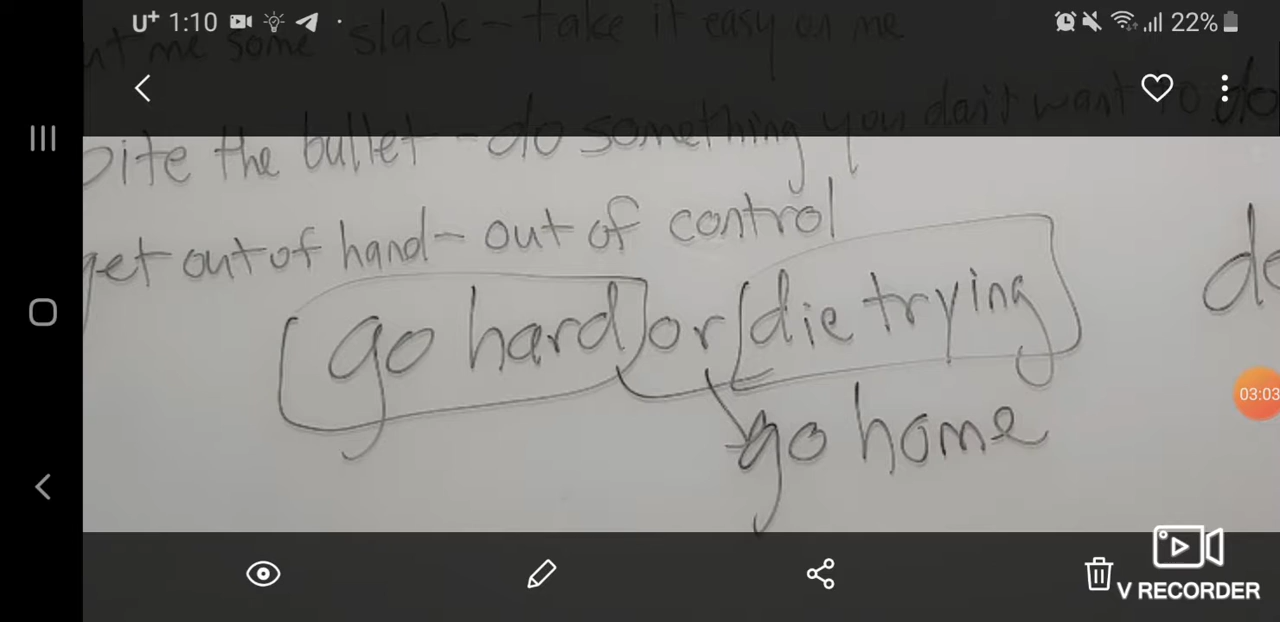 U+ 1:10 22%
ut me some slack - take it easy on me
bite the bullet - do something you don't want to do
get out of hand - out of control
go hard or die trying
de
go home
03:03
V RECORDER